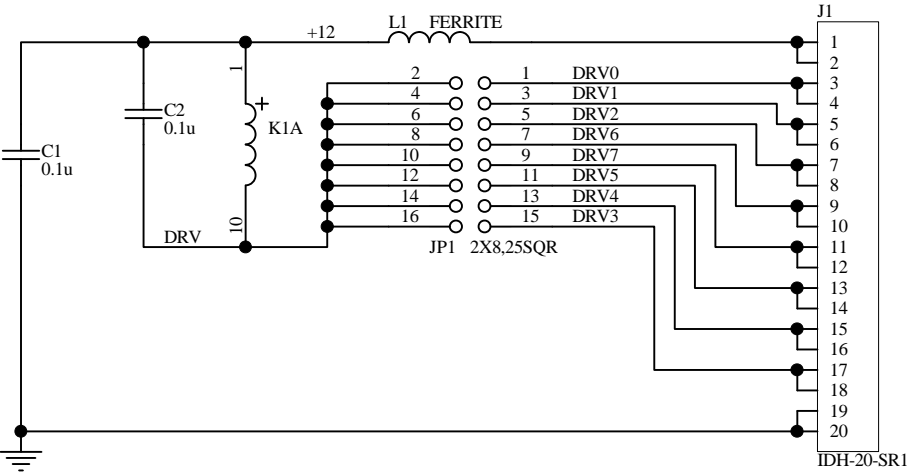 J1
L1 FERRITE
+12
1
2
2 1 DRV0 3
4 3 DRV1 4
6 5 DRV2 5
8 7 DRV6 6
10 9 DRV7 7
12 11 DRV5 8
14 13 DRV4 9
16 15 DRV3 10
JP1 2X8,25SQR
11
12
13
14
15
16
17
18
19
20
IDH-20-SR1
1
+
K1A
10
C2
0.1u
C1
0.1u
DRV